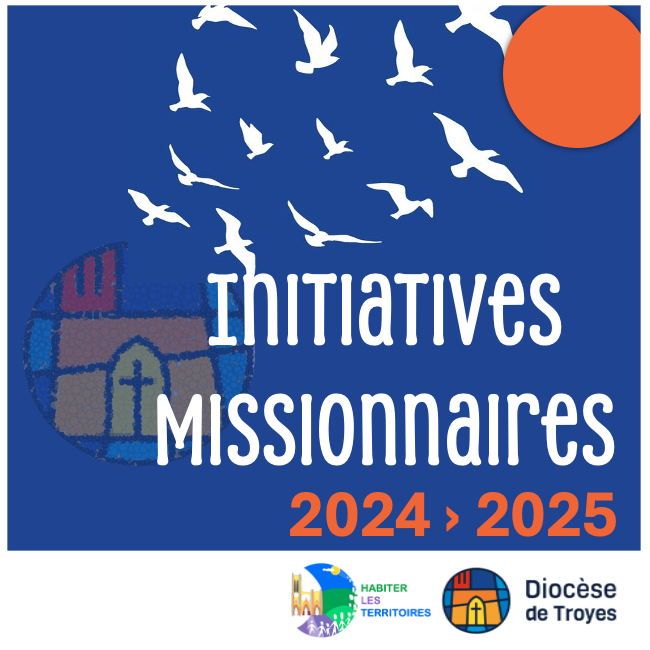 Initiatives
Missionnaires
2024 › 2025
HABITER
LES
TERRITOIRES
Diocèse
de Troyes